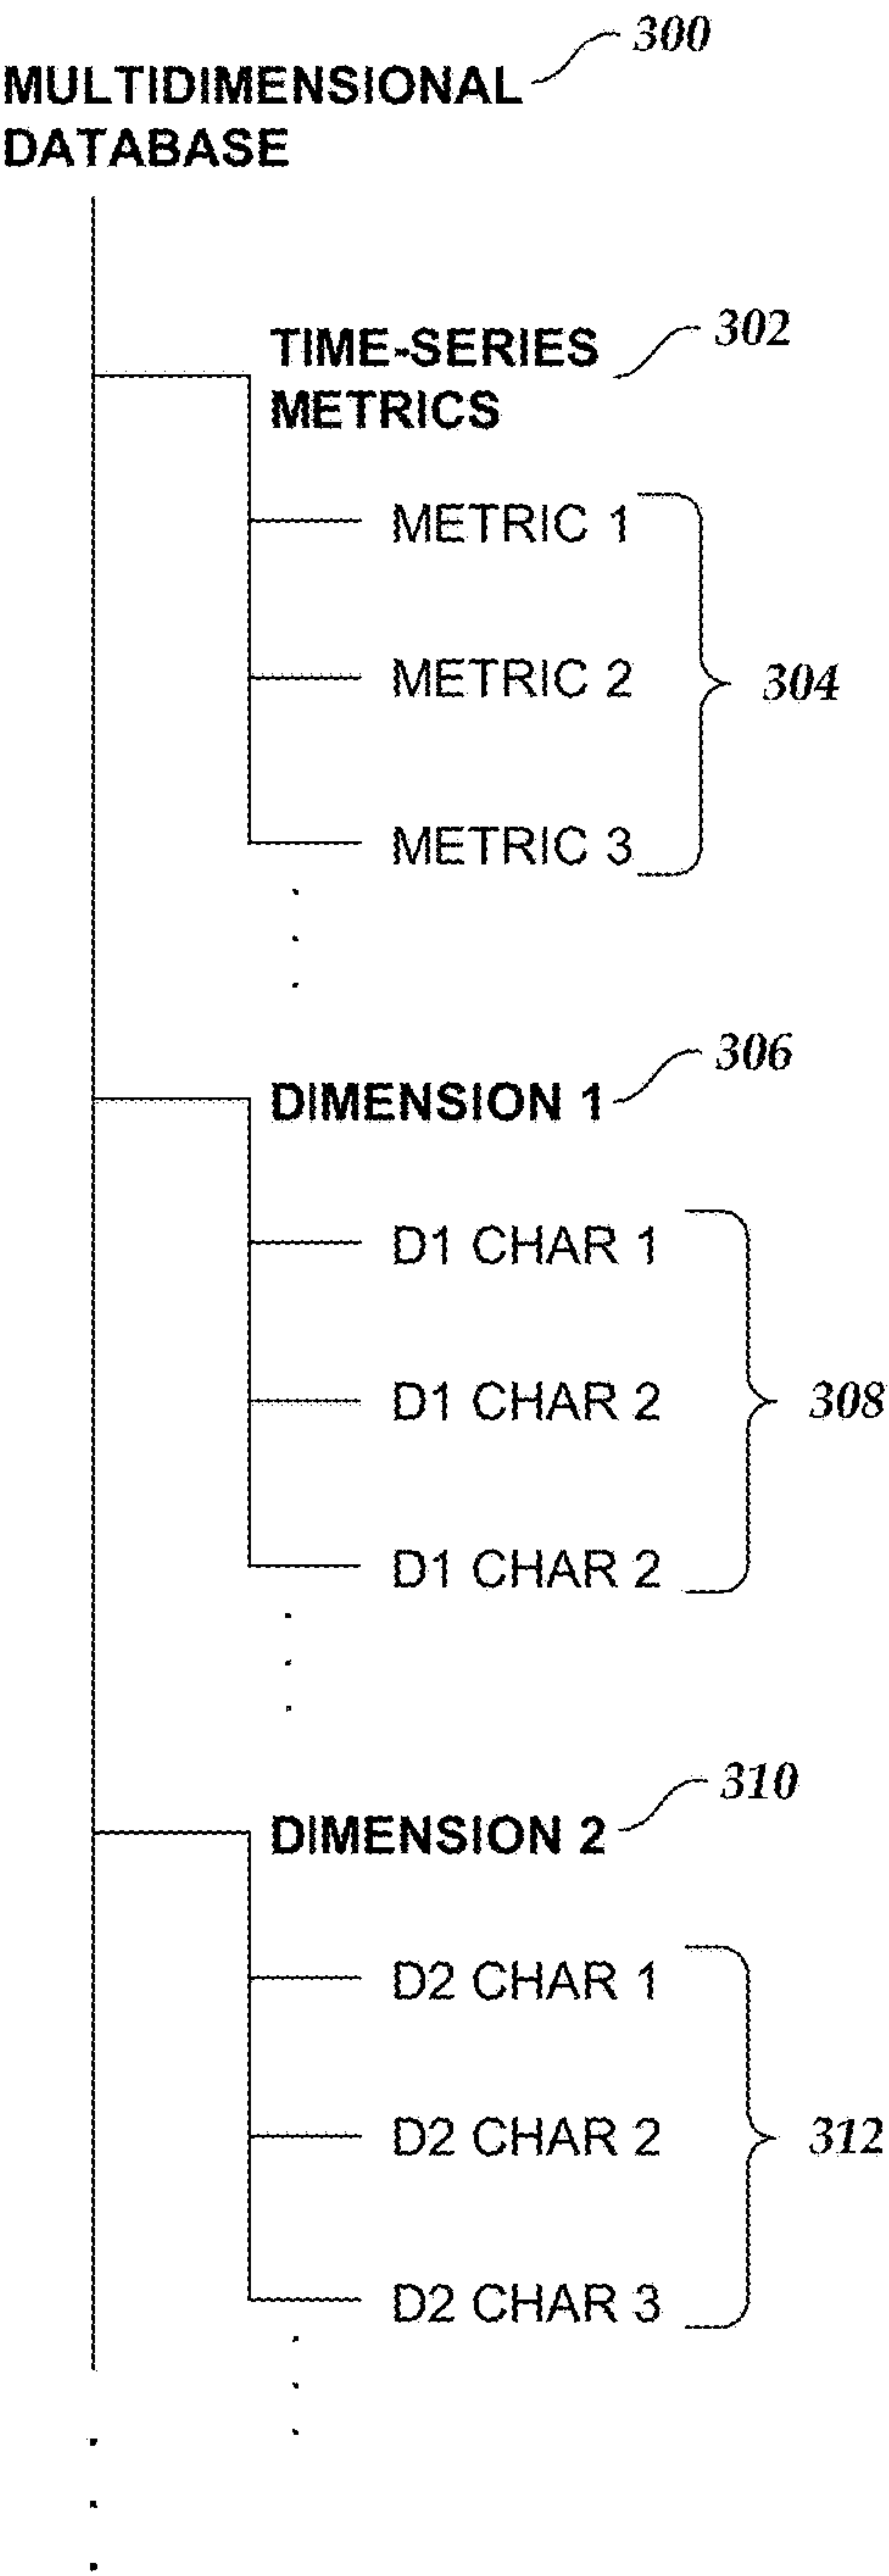 300
MULTIDIMENSIONAL
DATABASE
302
TIME-SERIES
METRICS
METRIC 1
METRIC 2
304
METRIC 3
306
DIMENSION 1
D1 CHAR 1
D1 CHAR 2
308
D1 CHAR 2
310
DIMENSION 2
D2 CHAR 1
D2 CHAR 2
312
D2 CHAR 3